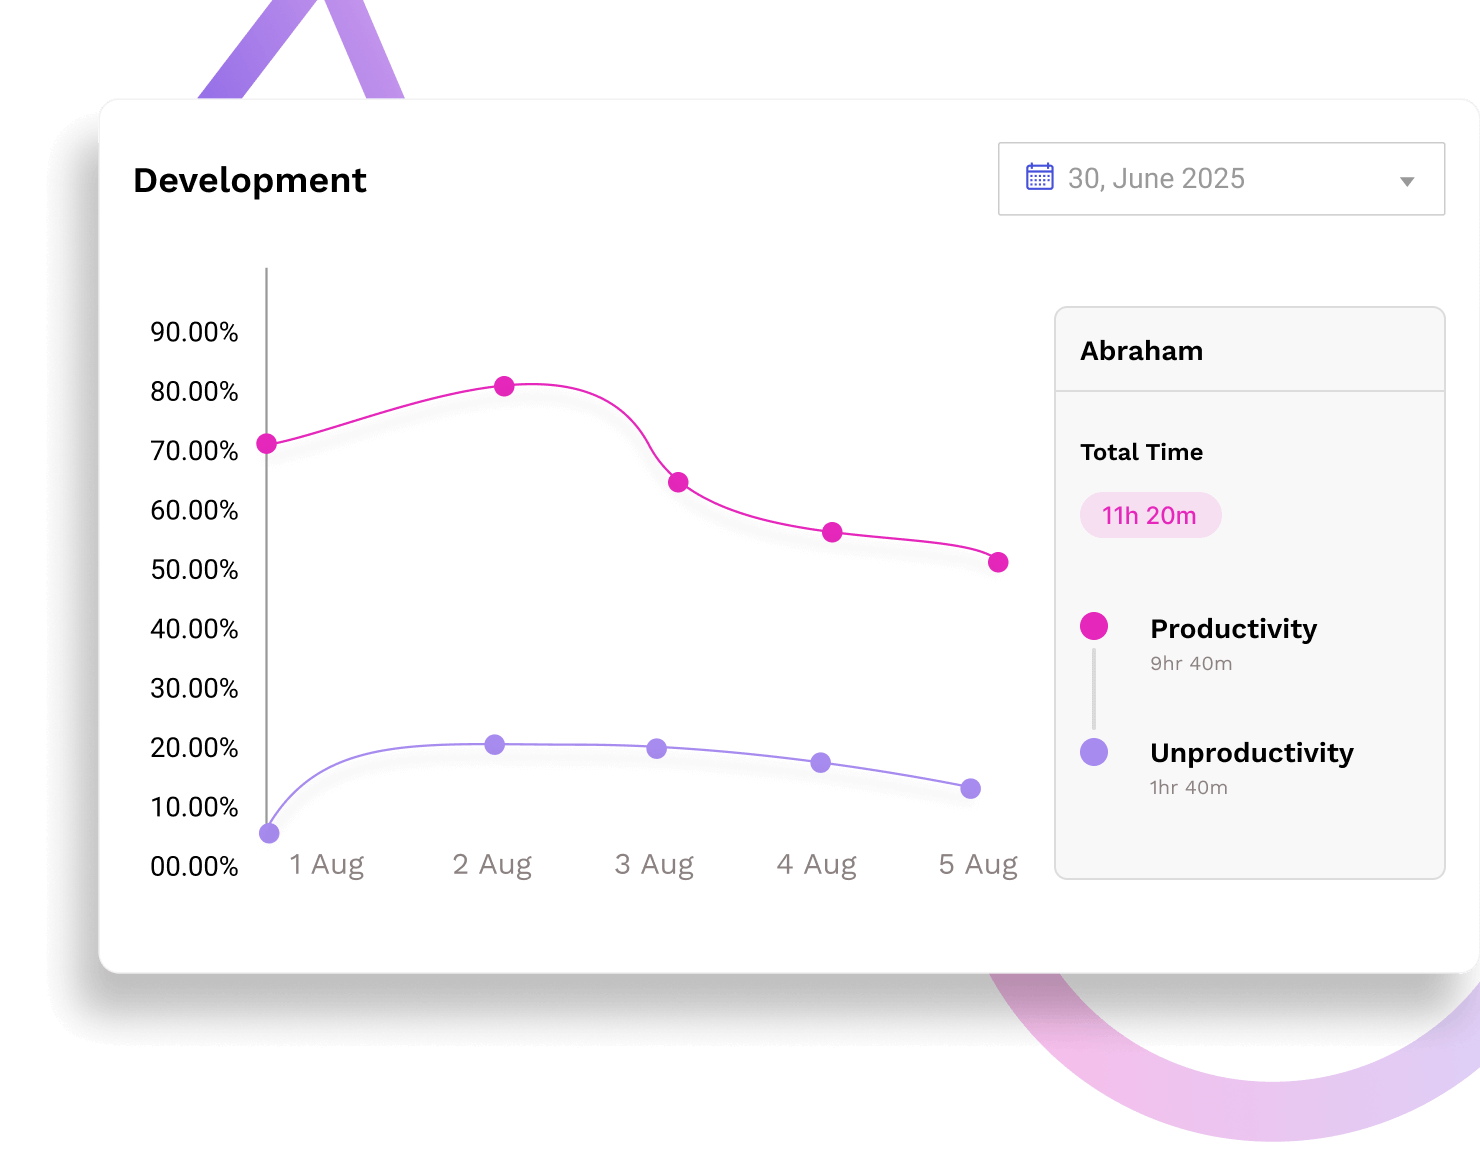 Development
30, June 2025
90.00%
80.00%
70.00%
60.00%
50.00%
40.00%
30.00%
20.00%
10.00%
00.00%
1 Aug
2 Aug
3 Aug
4 Aug
5 Aug
Abraham
Total Time
11h 20m
Productivity
9hr 40m
Unproductivity
1hr 40m